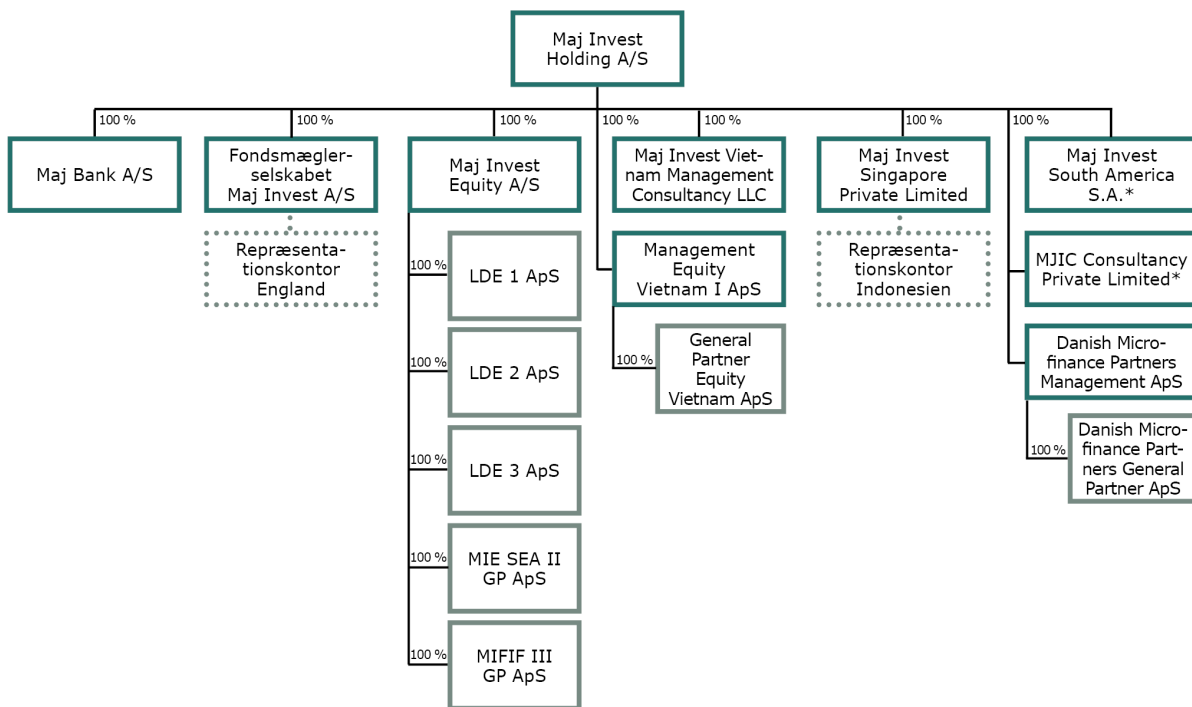 Maj Invest
Holding A/S
100 %
100 %
100 %
100 %
100 %
100 %
100 %
Maj Bank A/S
Fondsmægler-
selskabet
Maj Invest A/S
Maj Invest
Equity A/S
Maj Invest Viet-
nam Management
Consultancy LLC
Maj Invest
Singapore
Private Limited
Maj Invest
South America
S.A.*
Repræsenta-
tionskontor
England
100 %
LDE 1 ApS
Management
Equity
Vietnam I ApS
Repræsenta-
tionskontor
Indonesien
MJIC Consultancy
Private Limited*
100 %
LDE 2 ApS
100 %
General
Partner
Equity
Vietnam ApS
Danish Micro-
finance Partners
Management ApS
100 %
LDE 3 ApS
100 %
Danish Micro-
finance Part-
ners General
Partner ApS
100 %
MIE SEA II
GP ApS
100 %
MIFIF III
GP ApS